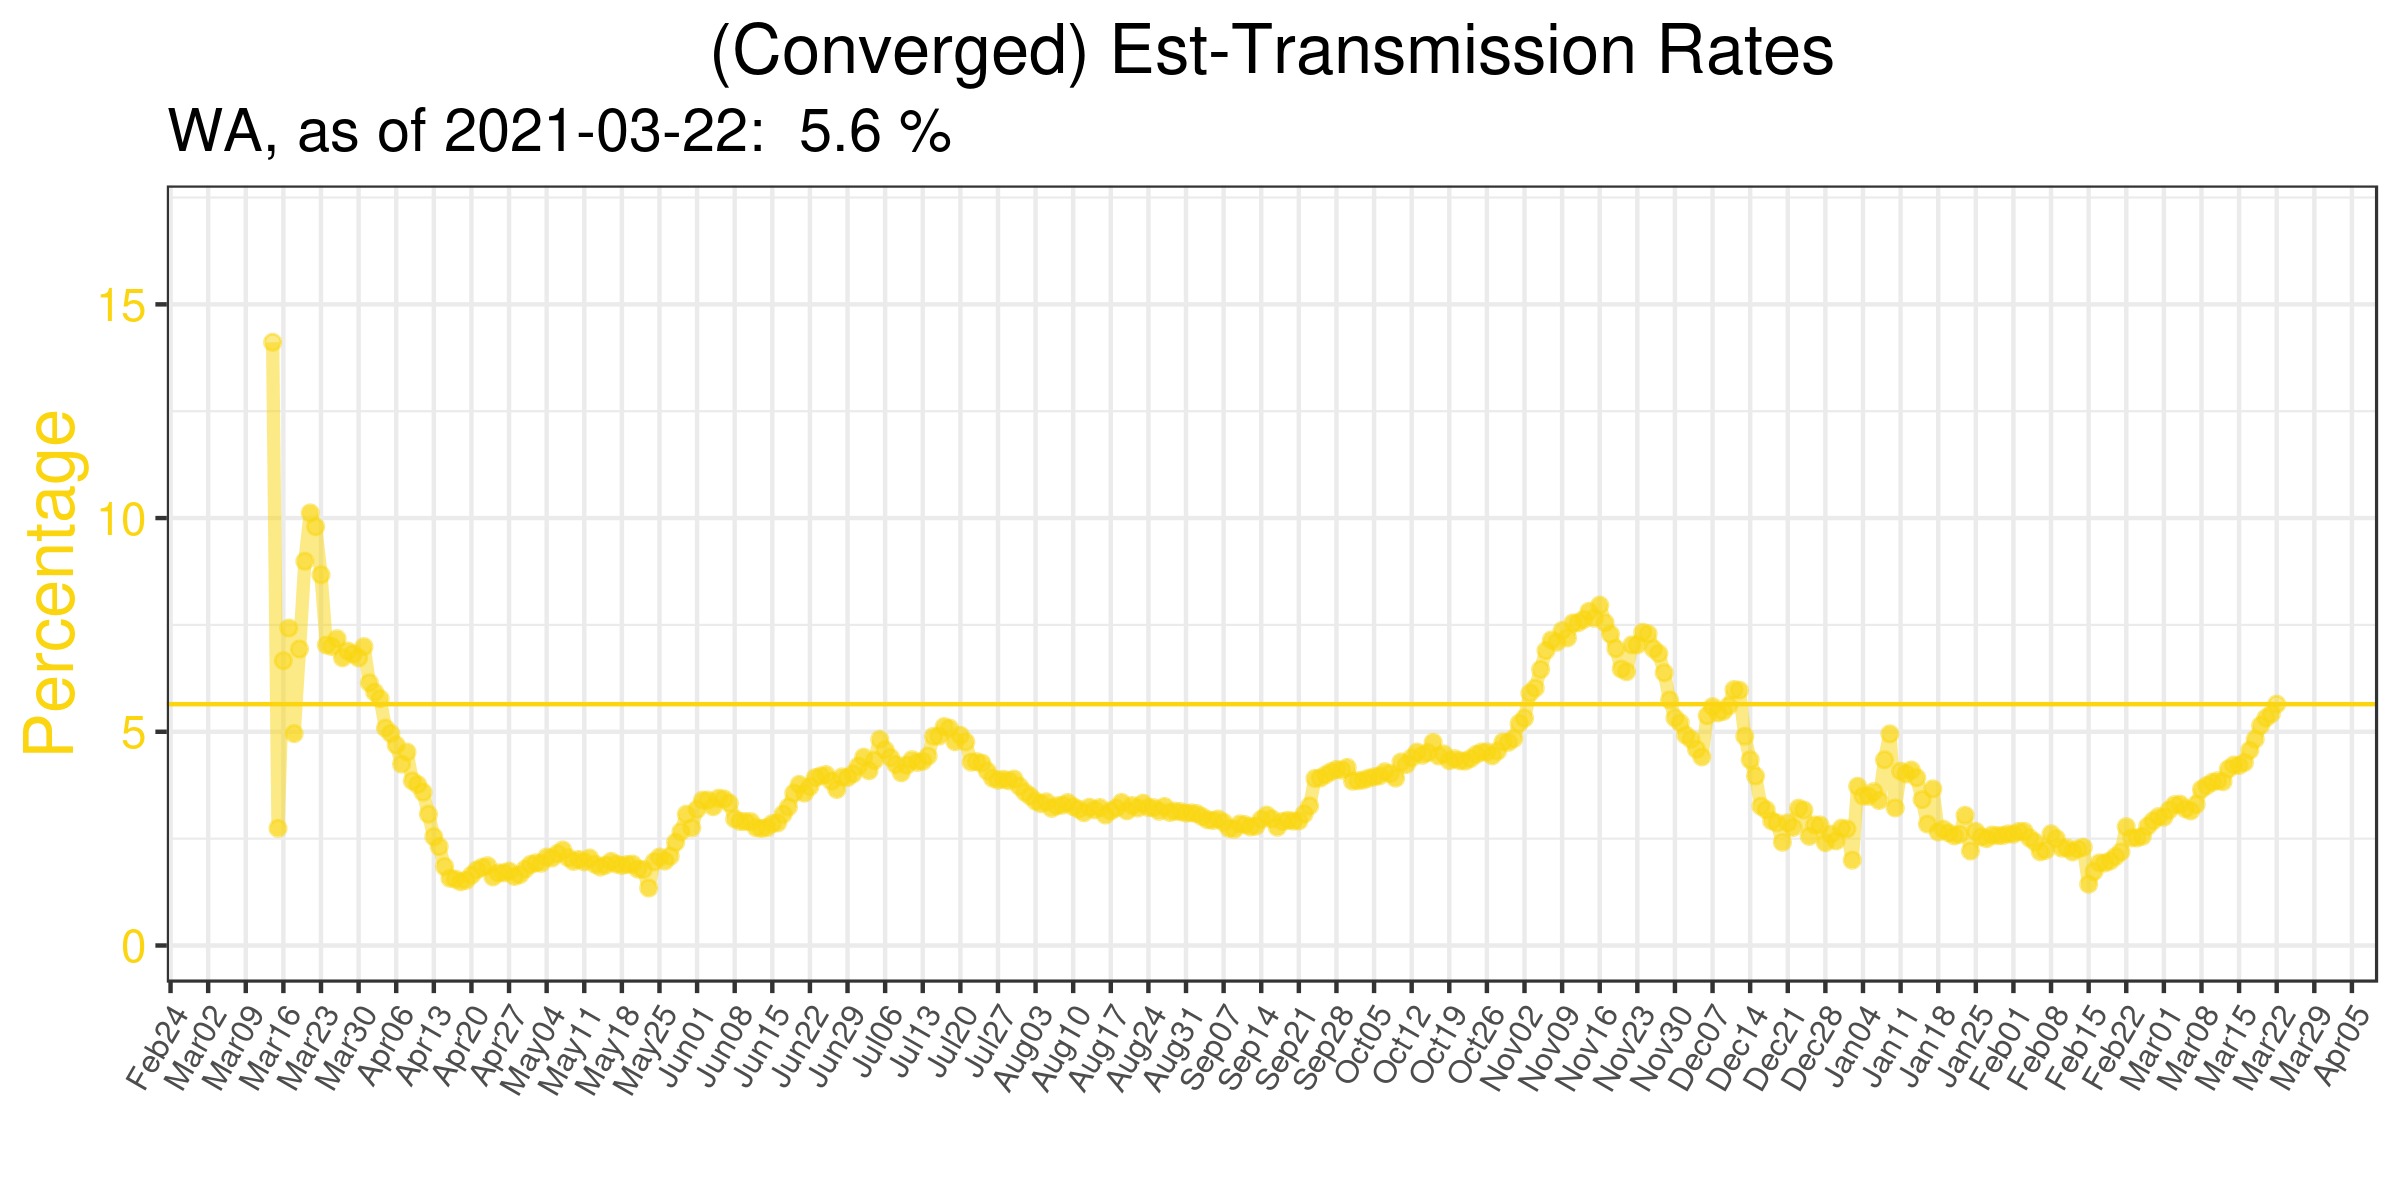 (Converged) Est-Transmission Rates
WA, as of 2021-03-22:  5.6 %
Percentage
15
10
5
0
Feb24
Mar02
Mar09
Mar16
Mar23
Mar30
Apr06
Apr13
Apr20
Apr27
May04
May11
May18
May25
Jun01
Jun08
Jun15
Jun22
Jun29
Jul06
Jul13
Jul20
Jul27
Aug03
Aug10
Aug17
Aug24
Aug31
Sep07
Sep14
Sep21
Sep28
Oct05
Oct12
Oct19
Oct26
Nov02
Nov09
Nov16
Nov23
Nov30
Dec07
Dec14
Dec21
Dec28
Jan04
Jan11
Jan18
Jan25
Feb01
Feb08
Feb15
Feb22
Mar01
Mar08
Mar15
Mar22
Mar29
Apr05